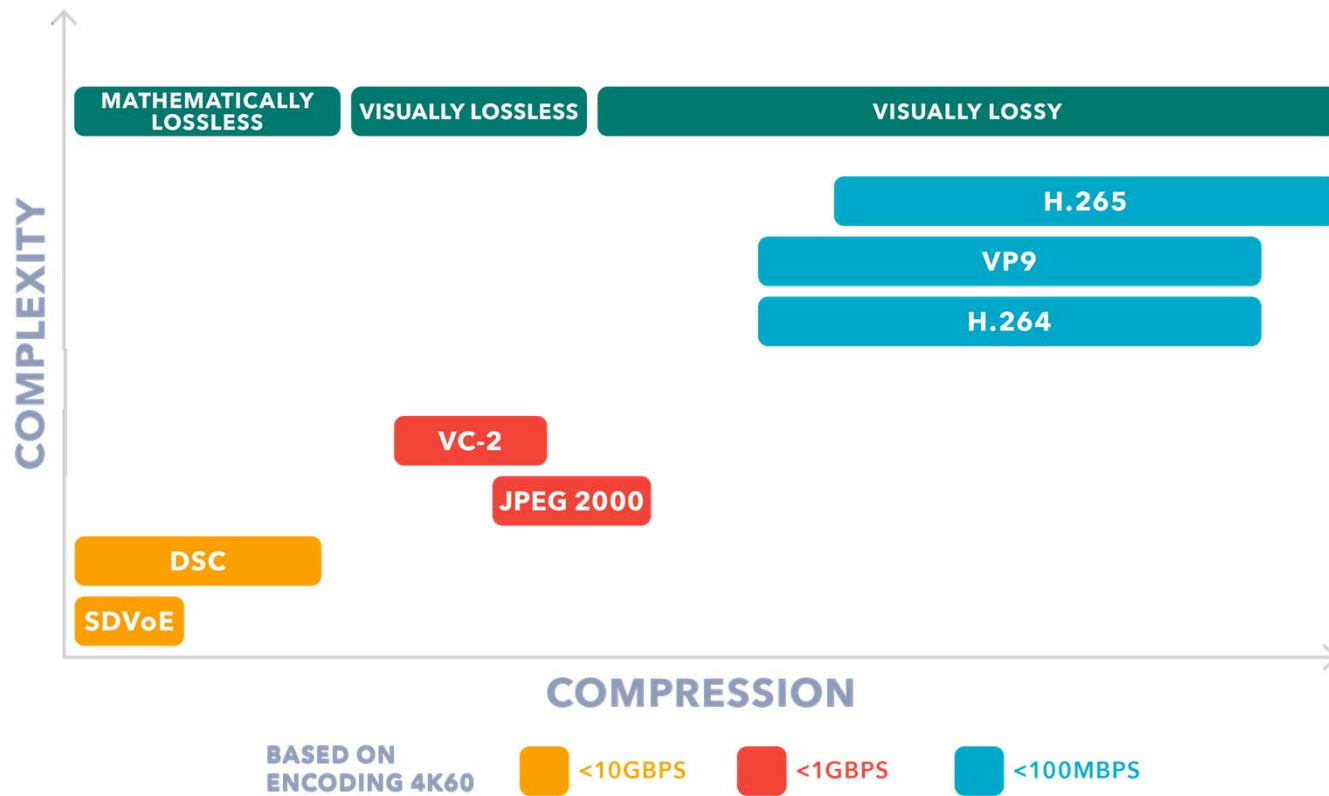 MATHEMATICALLY
LOSSLESS
VISUALLY LOSSLESS
VISUALLY LOSSY
H.265
VP9
H.264
VC-2
JPEG 2000
DSC
SDVoE
COMPLEXITY
COMPRESSION
BASED ON
ENCODING 4K60
<10GBPS
<1GBPS
<100MBPS